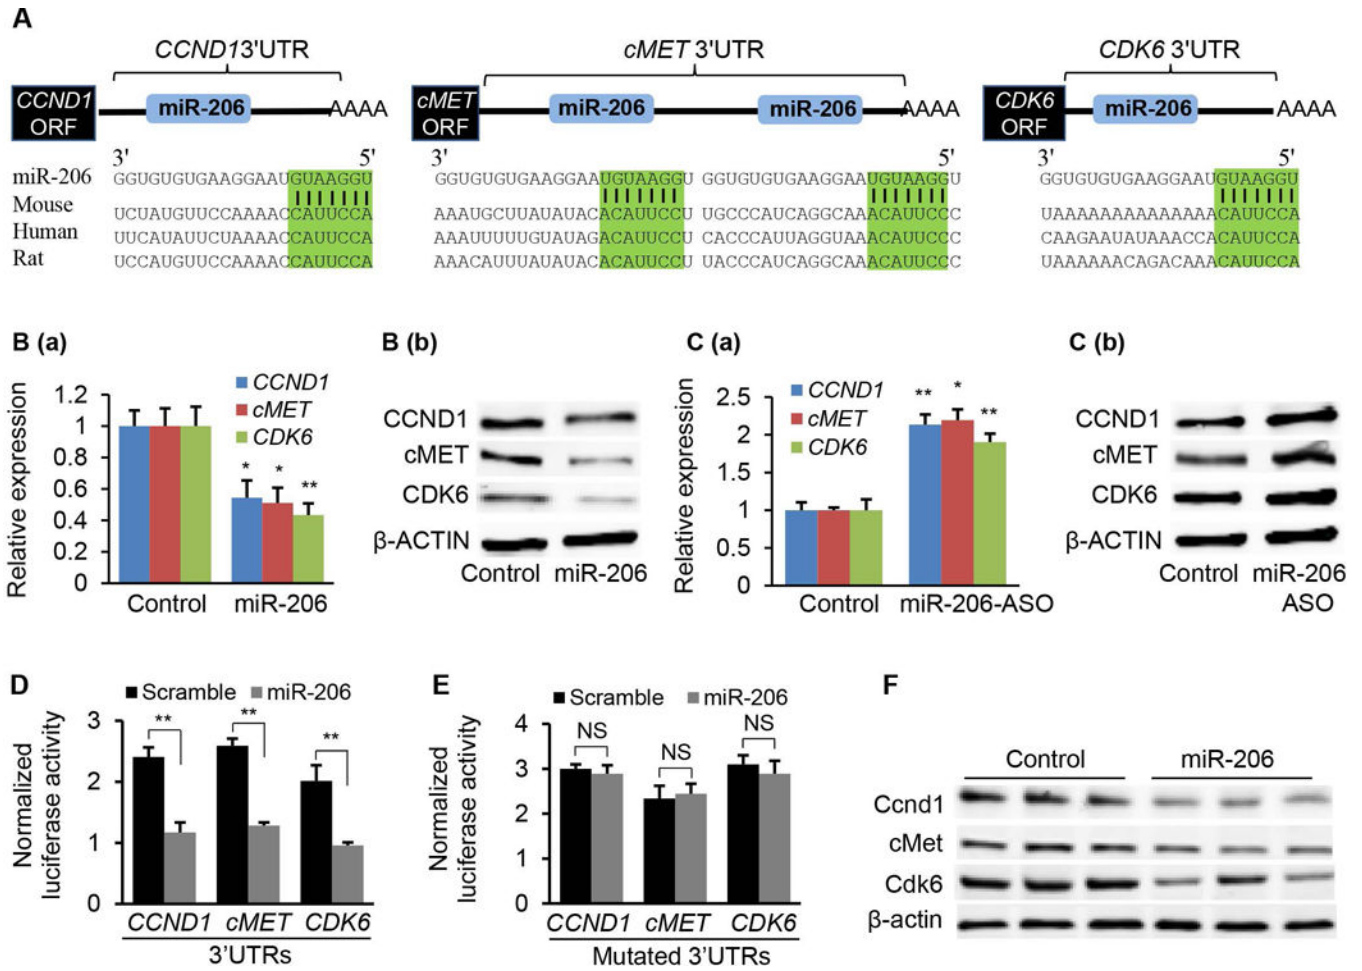 A
CCND1 3'UTR
cMET 3'UTR
CDK6 3'UTR
CCND1 ORF
miR-206
AAAA
cMET ORF
miR-206
miR-206
AAAA
CDK6 ORF
miR-206
AAAA
3' 5' 3' 5' 3' 5'
miR-206 GGUGUGUGAAGGAAUGUAAGGU GGUGUGUGAAGGAAUGUAAGGU GGUGUGUGAAGGAAUGUAAGGU GGUGUGUGAAGGAAUGUAAGGU
Mouse UCUAUGUUCCAAAACCAUUCCA AAAUGCUUAUAUACACAUUCCU UUGCCCAUCAGGUAAACAUUCCC UAAAAAAAAAAAAAACAUUCCA
Human UUCAUAUUCUAAAACCAUUCCA AAAUUUUUGUAUAGACAUUCCU CACCCAUUAGGUAAACAUUCCC CAAGAAUAUAAACCACAUUCCA
Rat UCCAUGUUCCAAAACCAUUCCA AAACAUUUAUAUACACAUUCCU UACCCAUCAGGCAAACAUUCCC UAAAAAACAGACAAACAUUCCA
B (a)
Relative expression
1.2
1
0.8
0.6
0.4
0.2
0
CCND1
cMET
CDK6
* * **
Control miR-206
B (b)
CCND1
cMET
CDK6
β-ACTIN
Control miR-206
C (a)
Relative expression
2.5
2
1.5
1
0.5
0
CCND1
cMET
CDK6
** * **
Control miR-206-ASO
C (b)
CCND1
cMET
CDK6
β-ACTIN
Control miR-206
ASO
D
Scramble miR-206
Normalized
luciferase activity
3
2
1
0
** ** **
CCND1 cMET CDK6
3’UTRs
E
Scramble miR-206
Normalized
luciferase activity
4
3
2
1
0
NS NS NS
CCND1 cMET CDK6
Mutated 3’UTRs
F
Control miR-206
Ccnd1
cMet
Cdk6
β-actin